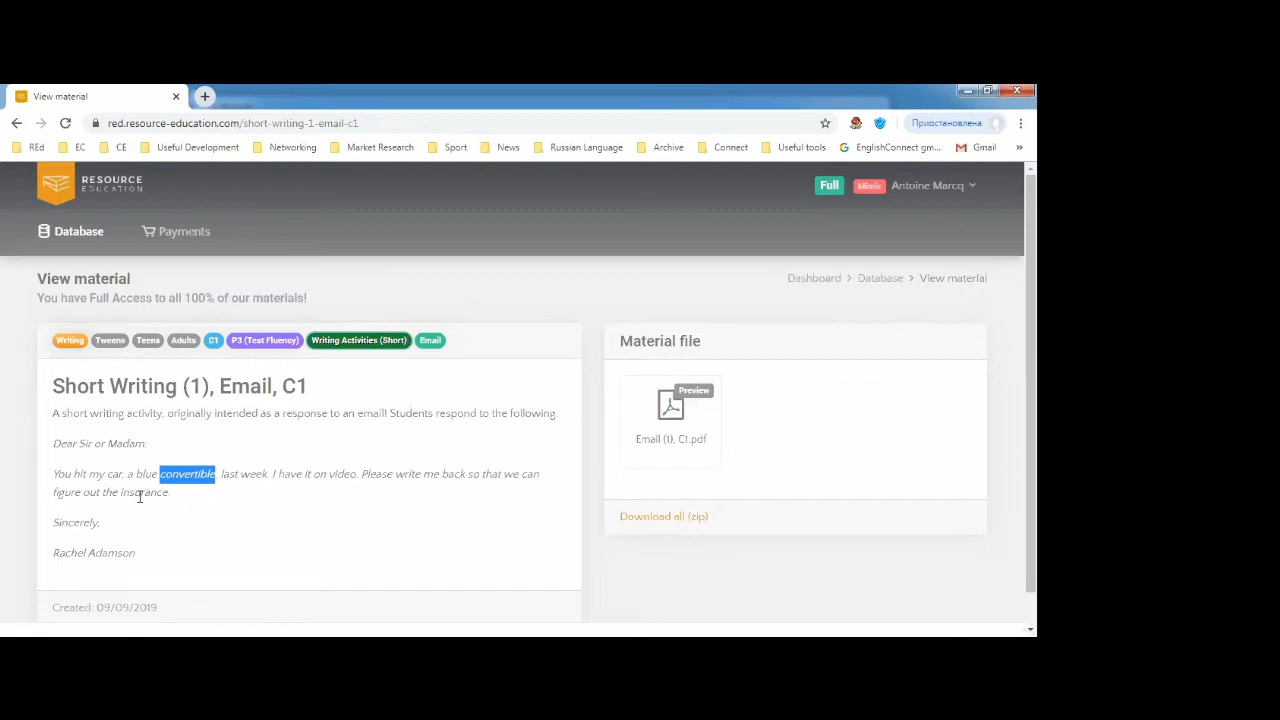 View material
red.resource-education.com/short-writing-1-email-c1
Приостановлена
REd EC CE Useful Development Networking Market Research Sport News Russian Language Archive Connect Useful tools EnglishConnect gm... Gmail »
RESOURCE
EDUCATION
Full Mimic Antoine Marcq
Database Payments
View material
Dashboard > Database > View material
You have Full Access to all 100% of our materials!
Writing Tweens Teens Adults C1 P3 (Test Fluency) Writing Activities (Short) Email
Material file
Short Writing (1), Email, C1
A short writing activity, originally intended as a response to an email! Students respond to the following:
Dear Sir or Madam:
You hit my car, a blue convertible, last week. I have it on video. Please write me back so that we can
figure out the insurance.
Sincerely,
Rachel Adamson
Preview
Email (1), C1.pdf
Download all (zip)
Created: 09/09/2019